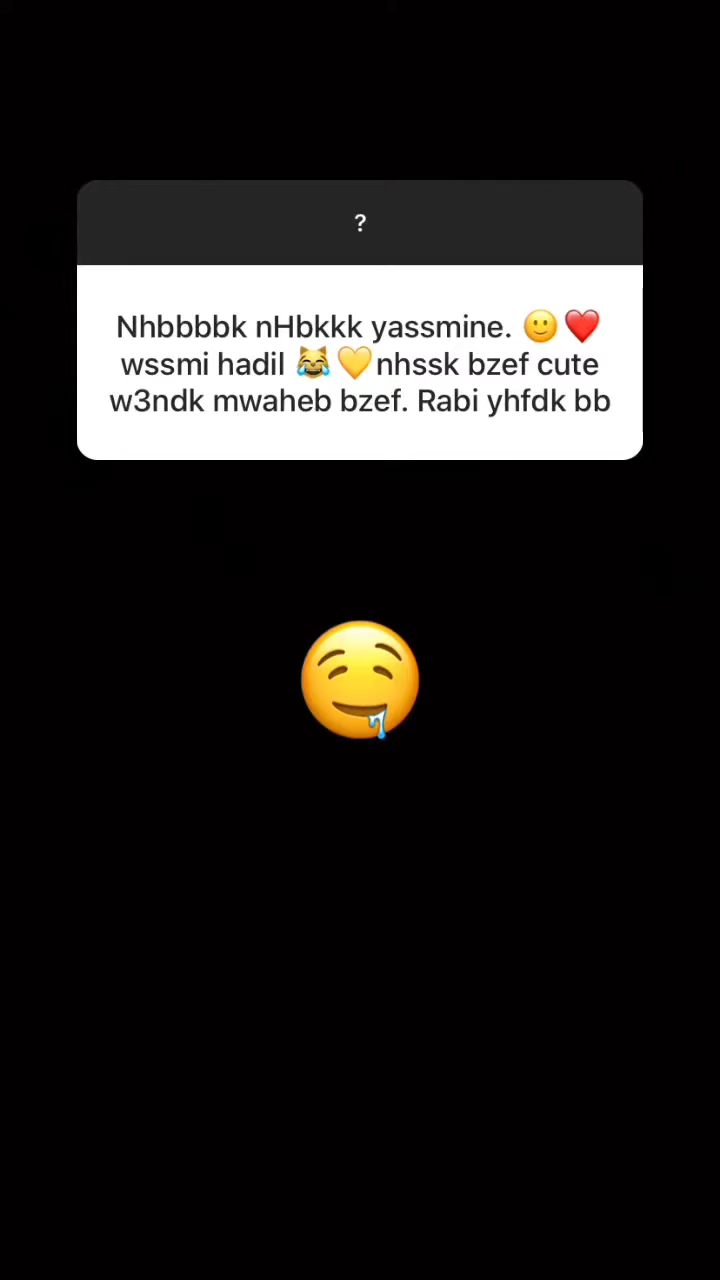 ?
Nhbbbbk nHbkkk yassmine. 🙂❤️
wssmi hadil 😹💛nhssk bzef cute
w3ndk mwaheb bzef. Rabi yhfdk bb
🤤